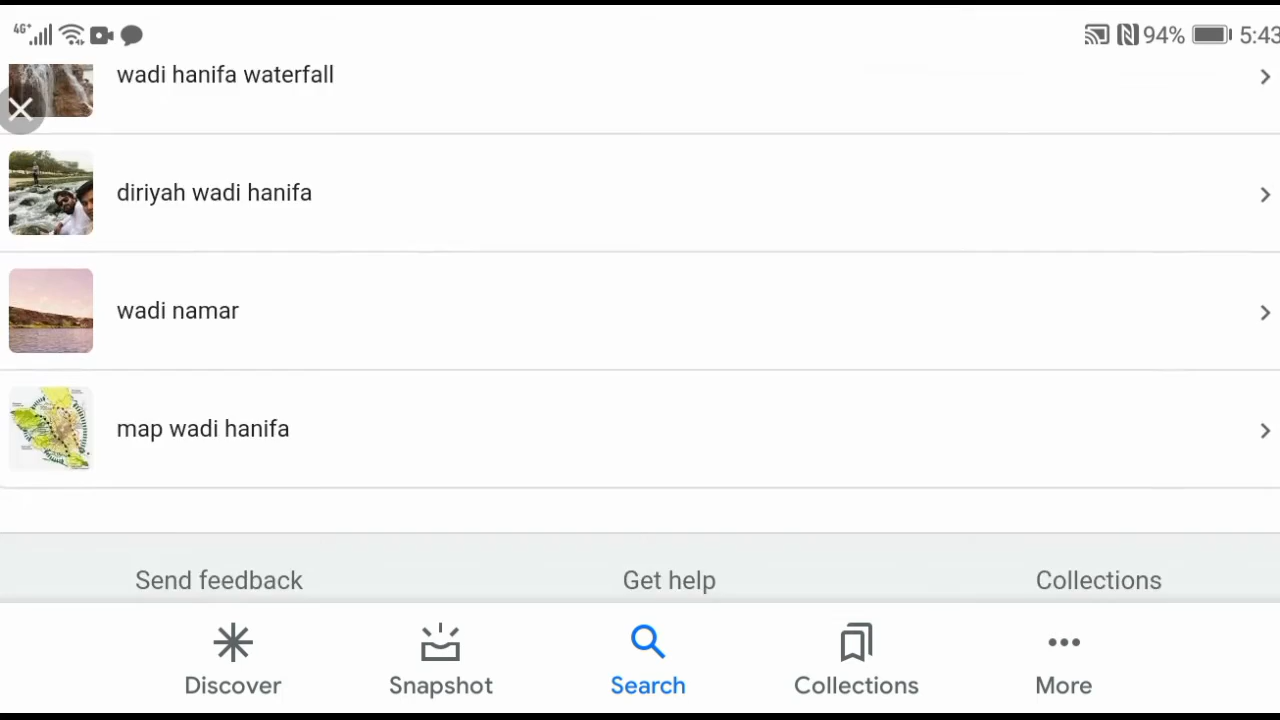 4G+ 94% 5:43
wadi hanifa waterfall
diriyah wadi hanifa
wadi namar
map wadi hanifa
Send feedback Get help Collections
Discover Snapshot Search Collections More